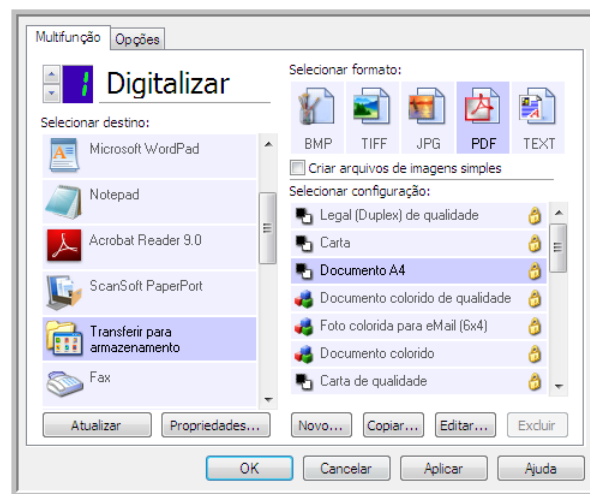 Multifunção
Opções
1 Digitalizar
Selecionar destino:
Microsoft WordPad
Notepad
Acrobat Reader 9.0
ScanSoft PaperPort
Transferir para
armazenamento
Fax
Atualizar
Propriedades...
Selecionar formato:
BMP
TIFF
JPG
PDF
TEXT
Criar arquivos de imagens simples
Selecionar configuração:
Legal (Duplex) de qualidade
Carta
Documento A4
Documento colorido de qualidade
Foto colorida para eMail (6x4)
Documento colorido
Carta de qualidade
Novo...
Copiar...
Editar...
Excluir
OK
Cancelar
Aplicar
Ajuda